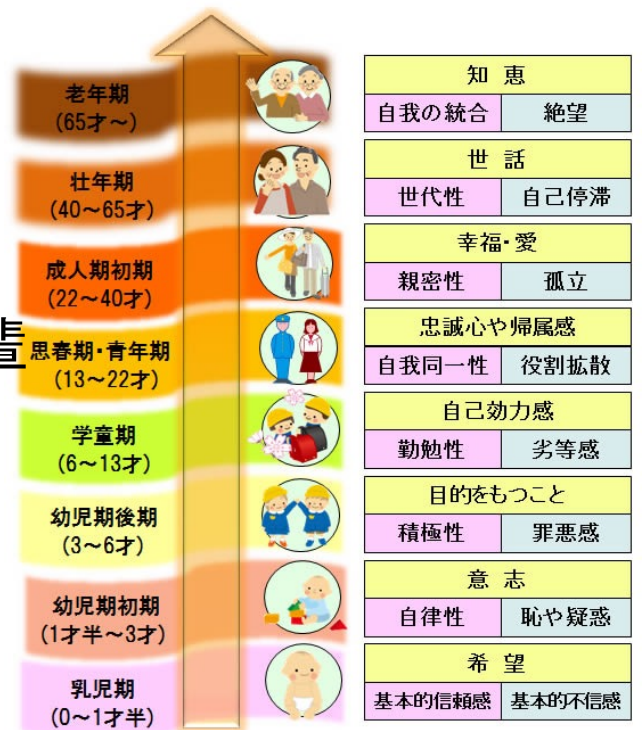 老年期
(65才～)
知恵
自我の統合 絶望
壮年期
(40～65才)
世話
世代性 自己停滞
成人期初期
(22～40才)
幸福・愛
親密性 孤立
思春期・青年期
(13～22才)
忠誠心や帰属感
自我同一性 役割拡散
学童期
(6～13才)
自己効力感
勤勉性 劣等感
幼児期後期
(3～6才)
目的をもつこと
積極性 罪悪感
幼児期初期
(1才半～3才)
意志
自律性 恥や疑惑
乳児期
(0～1才半)
希望
基本的信頼感 基本的不信感